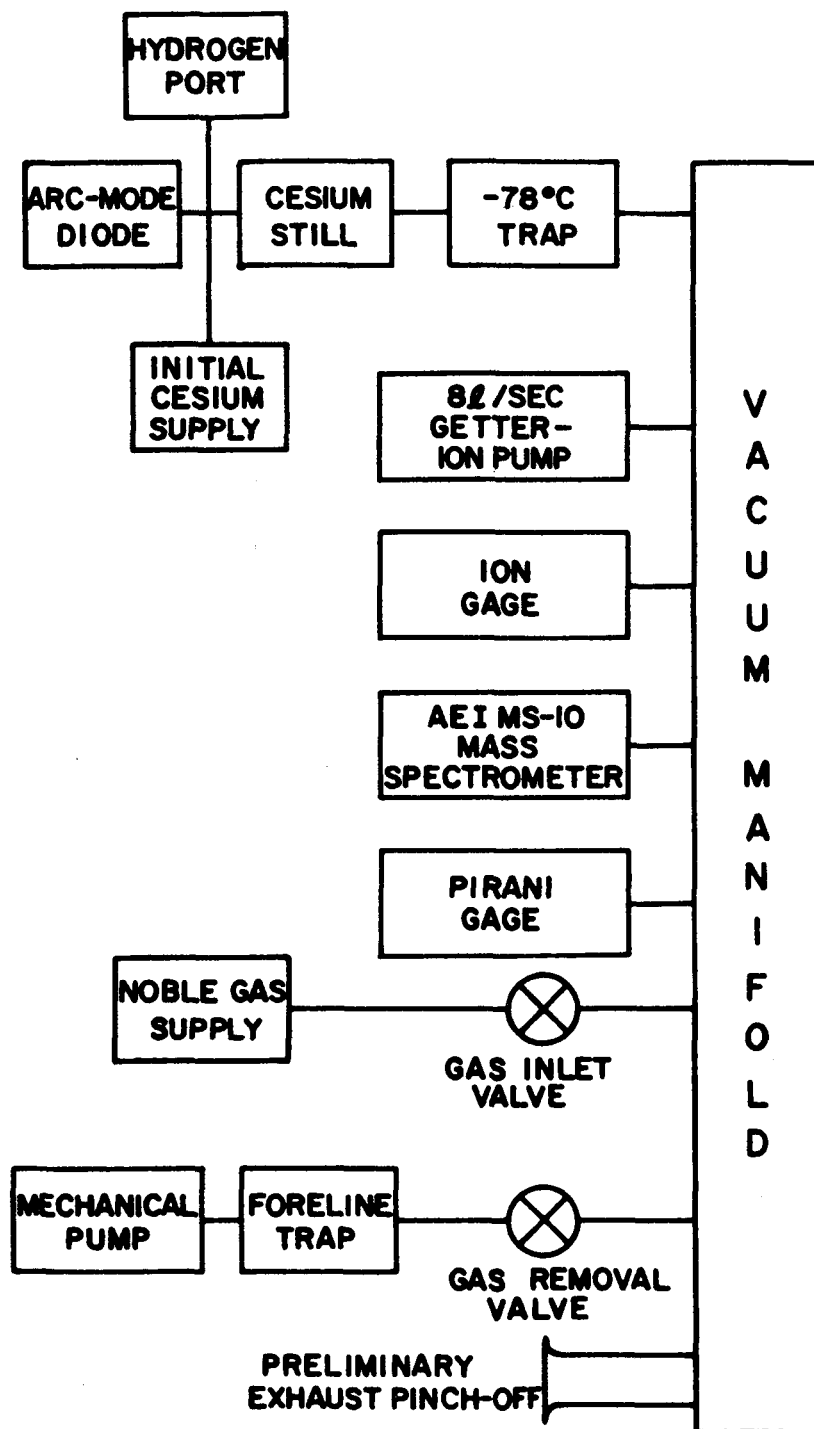 HYDROGEN
PORT
ARC-MODE
DIODE
CESIUM
STILL
-78°C
TRAP
INITIAL
CESIUM
SUPPLY
8ℓ/SEC
GETTER-
ION PUMP
ION
GAGE
AEI MS-10
MASS
SPECTROMETER
PIRANI
GAGE
NOBLE GAS
SUPPLY
GAS INLET
VALVE
MECHANICAL
PUMP
FORELINE
TRAP
GAS REMOVAL
VALVE
PRELIMINARY
EXHAUST PINCH-OFF
VACUUM MANIFOLD